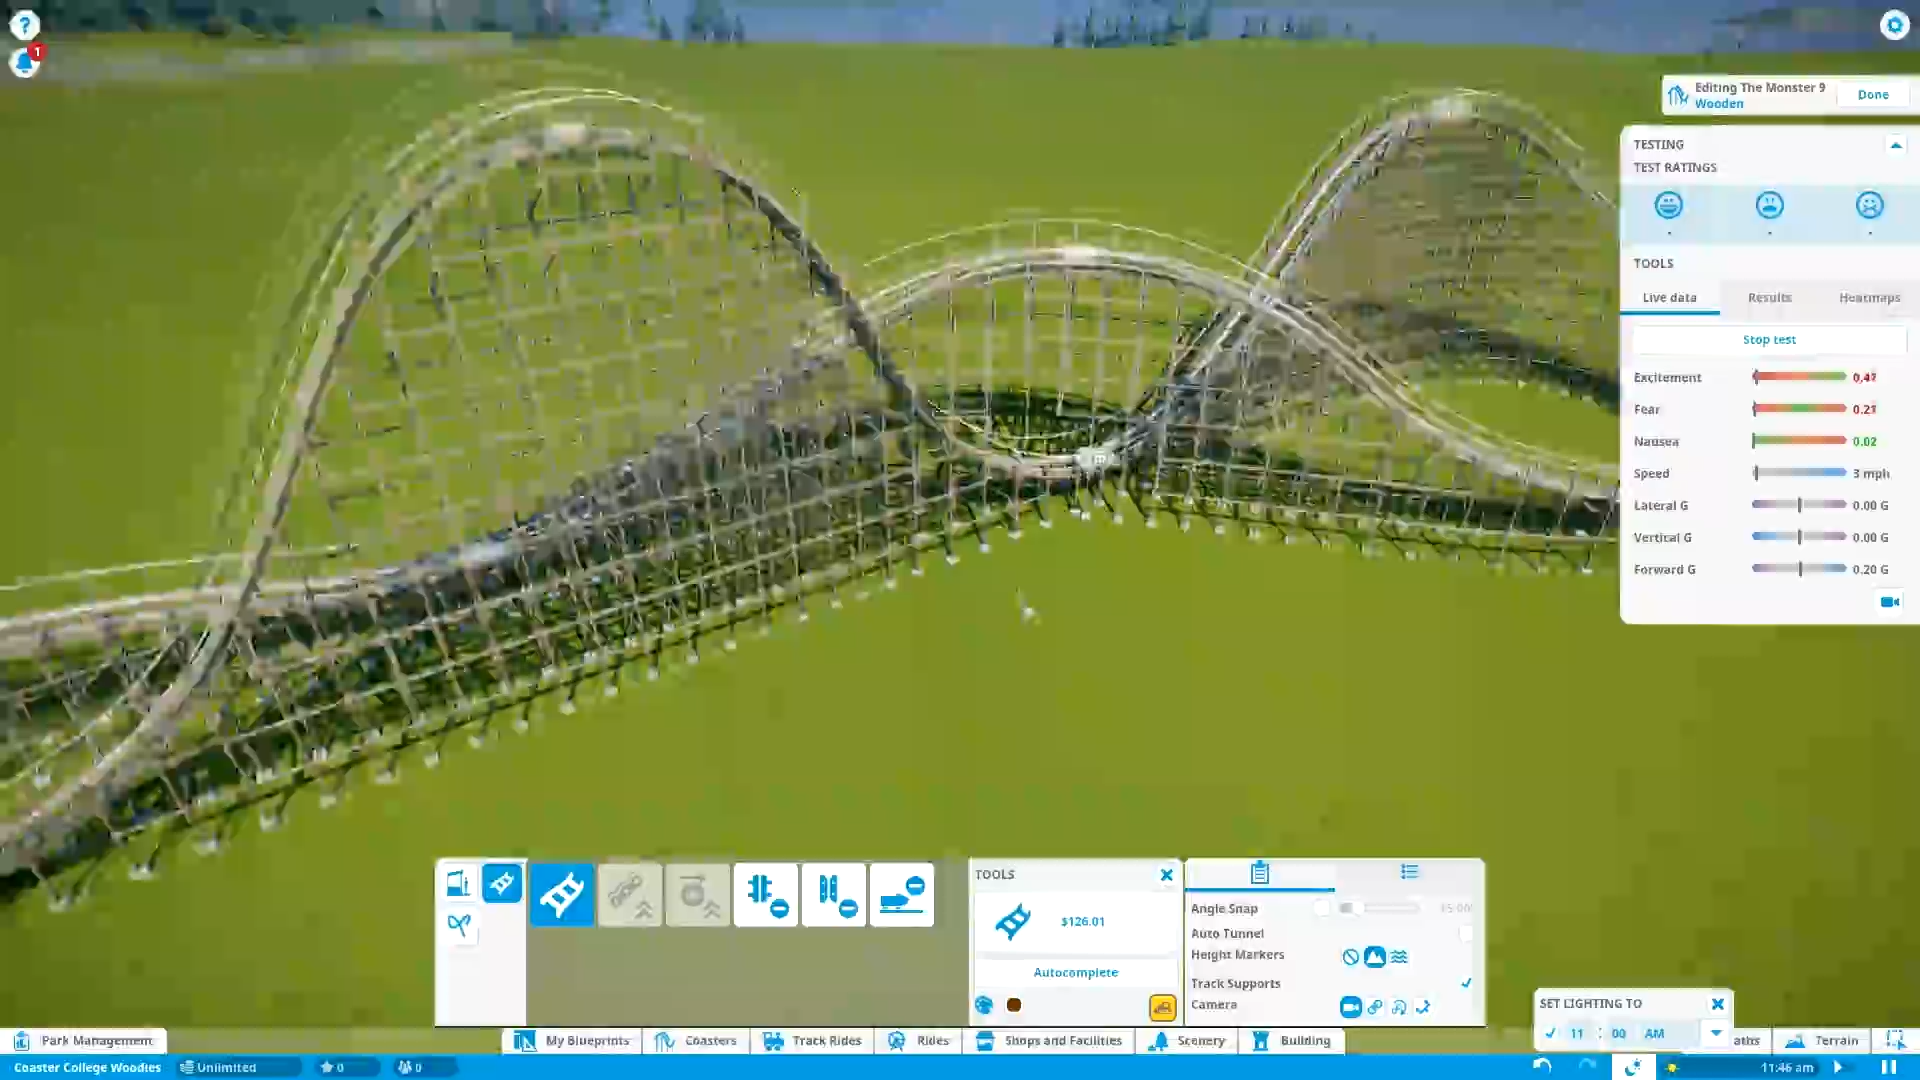 ?
1
Editing The Monster 9
Wooden
Done
TESTING
TEST RATINGS
- - -
TOOLS
Live data Results Heatmaps
Stop test
Excitement 0.47
Fear 0.21
Nausea 0.02
Speed 3 mph
Lateral G 0.00 G
Vertical G 0.00 G
Forward G 0.20 G
TOOLS
$126.01
Autocomplete
Angle Snap 15.00
Auto Tunnel
Height Markers
Track Supports
Camera
SET LIGHTING TO
11 : 00 AM
Park Management
My Blueprints
Coasters
Track Rides
Rides
Shops and Facilities
Scenery
Building
aths
Terrain
Coaster College Woodies
Unlimited
0
0
11:46 am